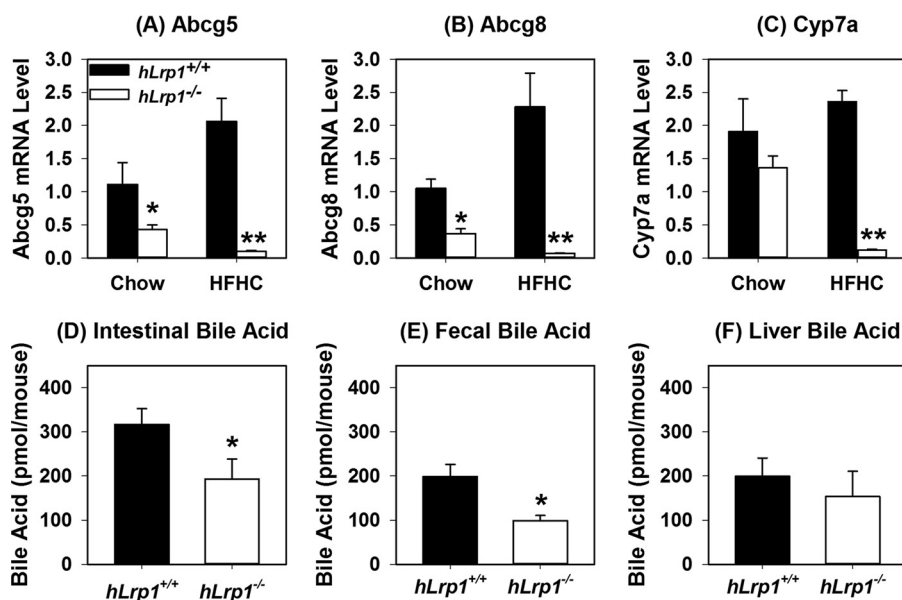 (A) Abcg5
Abcg5 mRNA Level
3.0
2.5
2.0
1.5
1.0
0.5
0.0
hLrp1+/+
hLrp1-/-
*
**
Chow
HFHC
(B) Abcg8
Abcg8 mRNA Level
3.0
2.5
2.0
1.5
1.0
0.5
0.0
*
**
Chow
HFHC
(C) Cyp7a
Cyp7a mRNA Level
3.0
2.5
2.0
1.5
1.0
0.5
0.0
**
Chow
HFHC
(D) Intestinal Bile Acid
Bile Acid (pmol/mouse)
400
300
200
100
0
*
hLrp1+/+
hLrp1-/-
(E) Fecal Bile Acid
Bile Acid (pmol/mouse)
400
300
200
100
0
*
hLrp1+/+
hLrp1-/-
(F) Liver Bile Acid
Bile Acid (pmol/mouse)
400
300
200
100
0
hLrp1+/+
hLrp1-/-